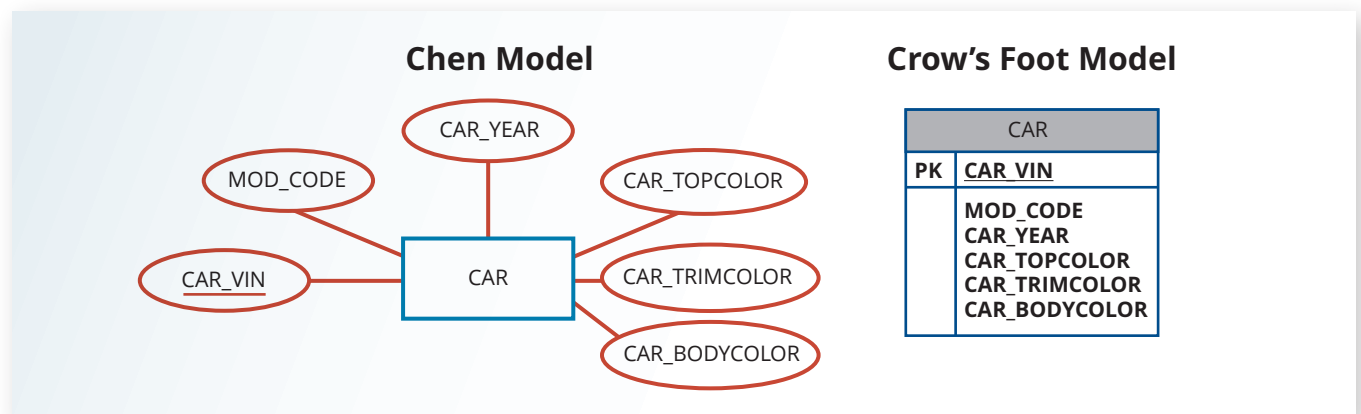 Chen Model
CAR_YEAR
MOD_CODE
CAR_TOPCOLOR
CAR_VIN
CAR
CAR_TRIMCOLOR
CAR_BODYCOLOR
Crow's Foot Model
CAR
PK CAR_VIN
MOD_CODE
CAR_YEAR
CAR_TOPCOLOR
CAR_TRIMCOLOR
CAR_BODYCOLOR